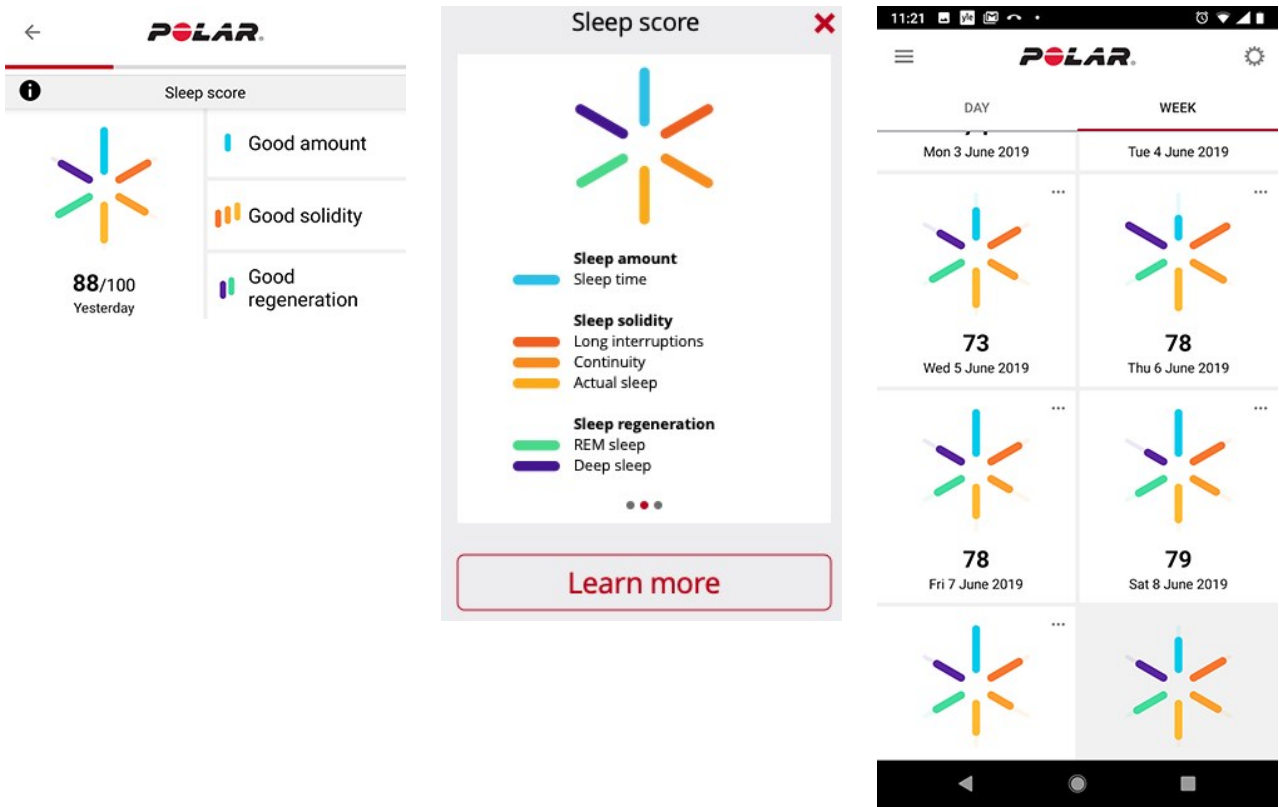 POLAR.
Sleep score
Good amount
Good solidity
Good
regeneration
88/100
Yesterday
Sleep score
Sleep amount
Sleep time
Sleep solidity
Long interruptions
Continuity
Actual sleep
Sleep regeneration
REM sleep
Deep sleep
Learn more
11:21
yle
POLAR.
DAY
WEEK
Mon 3 June 2019
Tue 4 June 2019
73
Wed 5 June 2019
78
Thu 6 June 2019
78
Fri 7 June 2019
79
Sat 8 June 2019